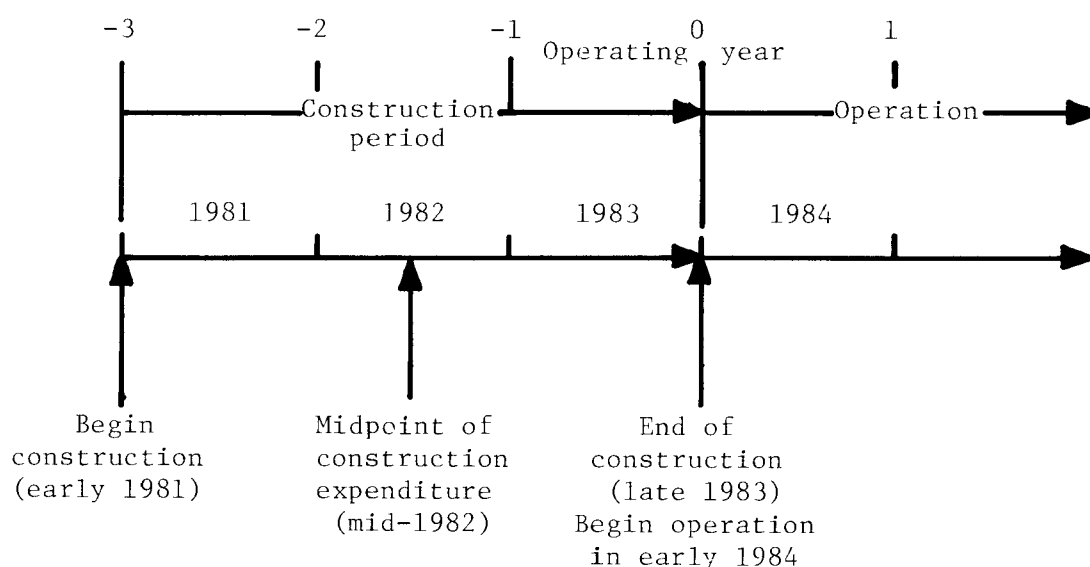 -3 -2 -1 0 1
Operating year
Construction period
Operation
1981 1982 1983 1984
Begin
construction
(early 1981)
Midpoint of
construction
expenditure
(mid-1982)
End of
construction
(late 1983)
Begin operation
in early 1984